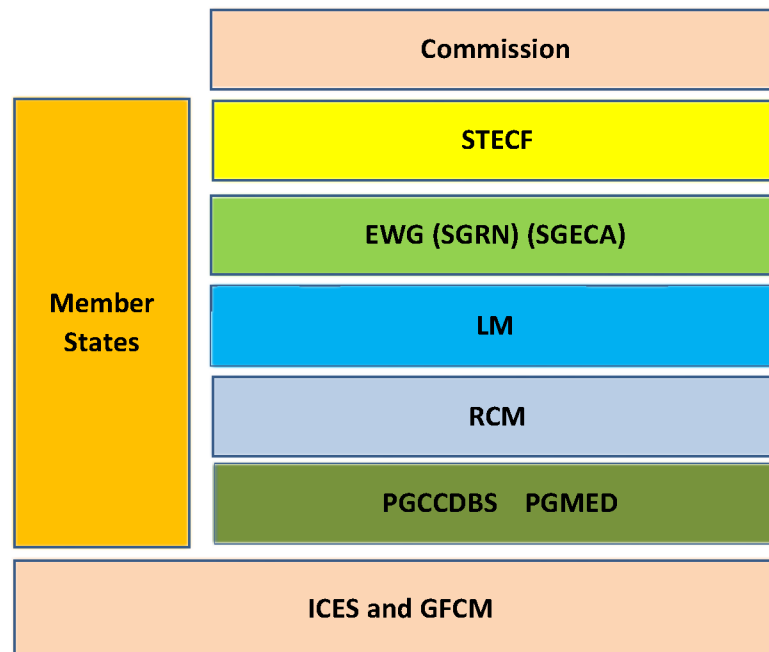 Commission
STECF
EWG (SGRN) (SGECA)
Member
States
LM
RCM
PGCCDBS PGMED
ICES and GFCM